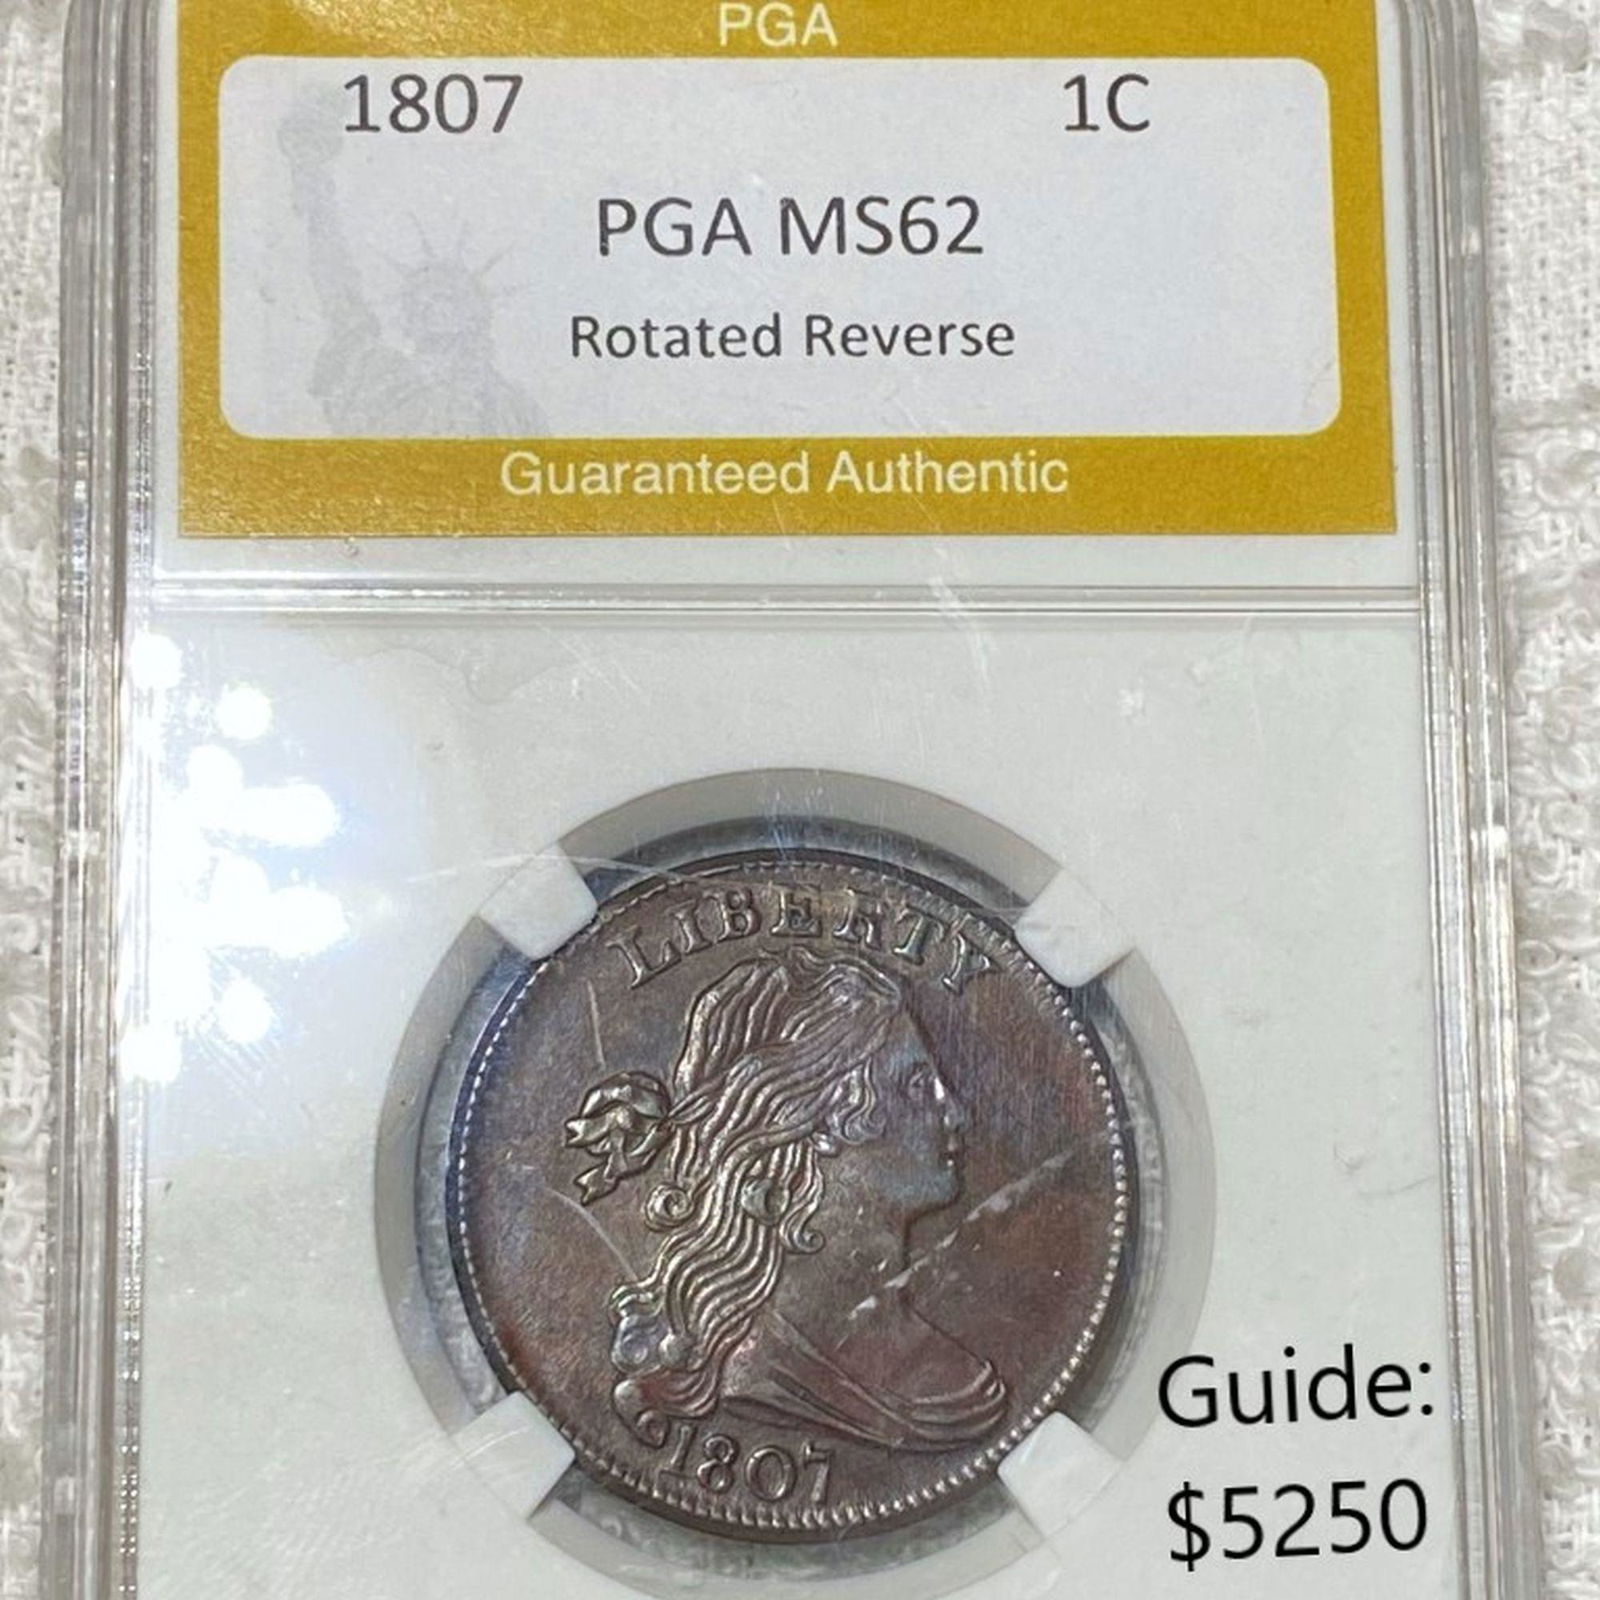 PGA
1807 1C
PGA MS62
Rotated Reverse
Guaranteed Authentic
LIBERTY
1807
Guide:
$5250